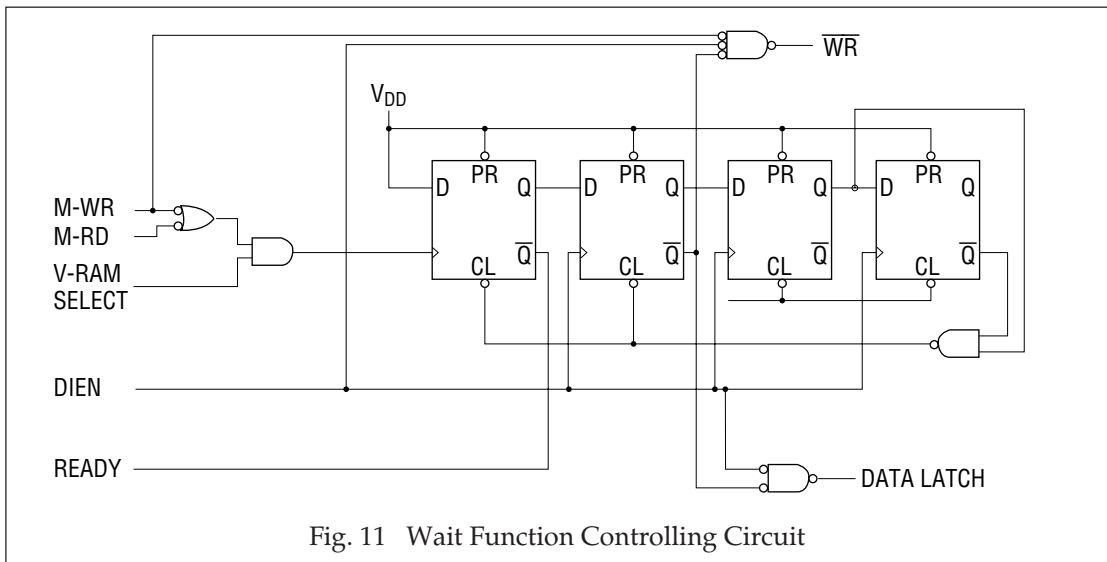 WR
VDD
D PR Q D PR Q D PR Q D PR Q
M-WR
M-RD
CL Q CL Q CL Q CL Q
V-RAM
SELECT
DIEN
READY
DATA LATCH
Fig. 11 Wait Function Controlling Circuit